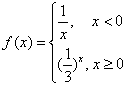 f(x) = { 1/x, x < 0
(1/3)^x, x ≥ 0